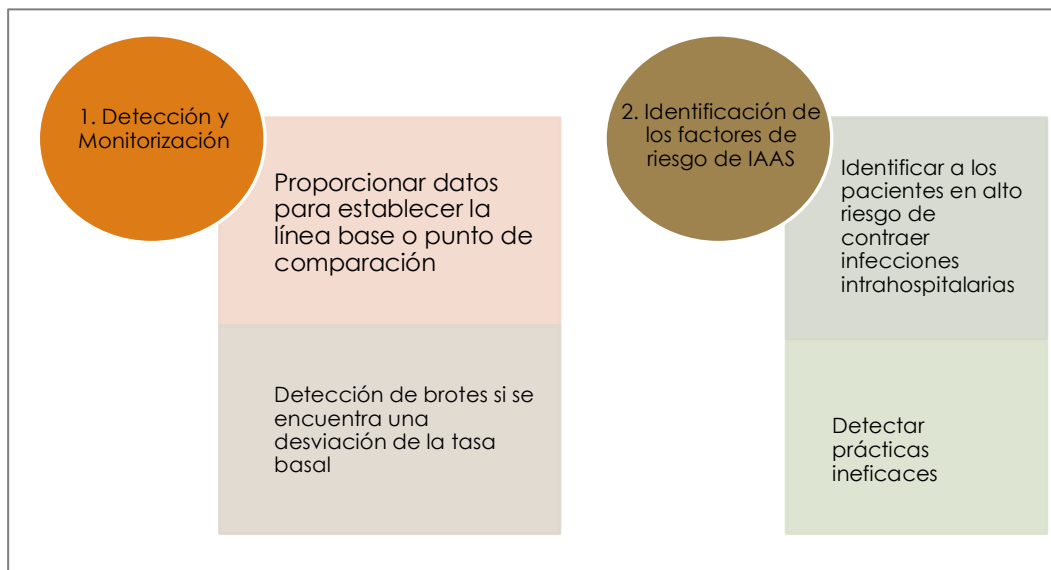 1. Detección y
Monitorización
Proporcionar datos
para establecer la
línea base o punto de
comparación
Detección de brotes si se
encuentra una
desviación de la tasa
basal
2. Identificación de
los factores de
riesgo de IAAS
Identificar a los
pacientes en alto
riesgo de
contraer
infecciones
intrahospitalarias
Detectar
prácticas
ineficaces